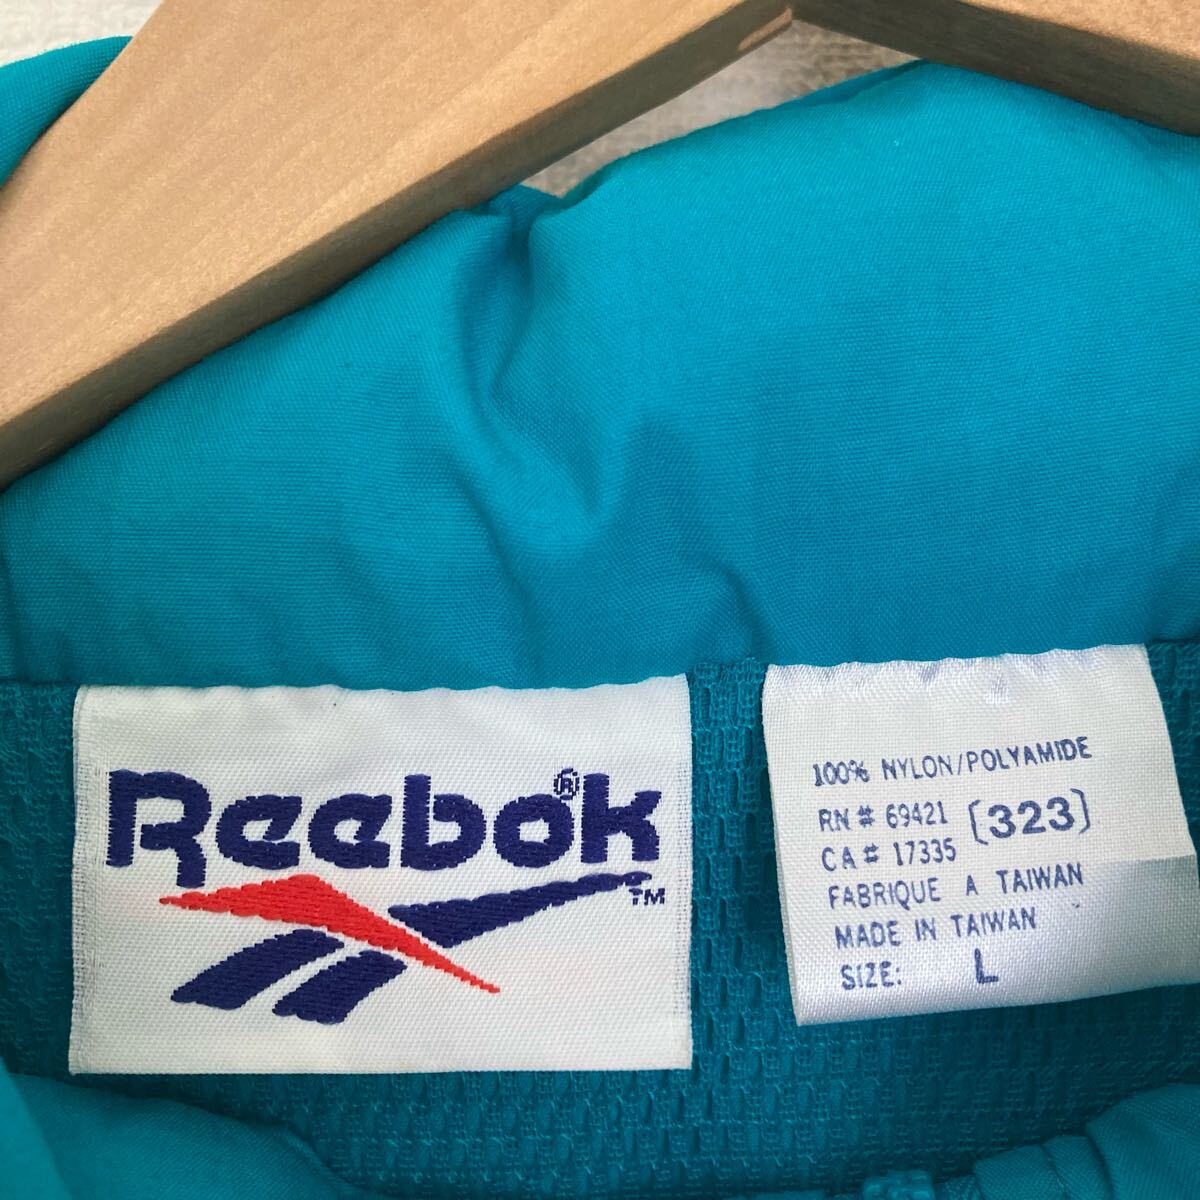 Reebok®
™
100% NYLON/POLYAMIDE
RN # 69421 [323]
CA # 17335
FABRIQUE A TAIWAN
MADE IN TAIWAN
SIZE: L